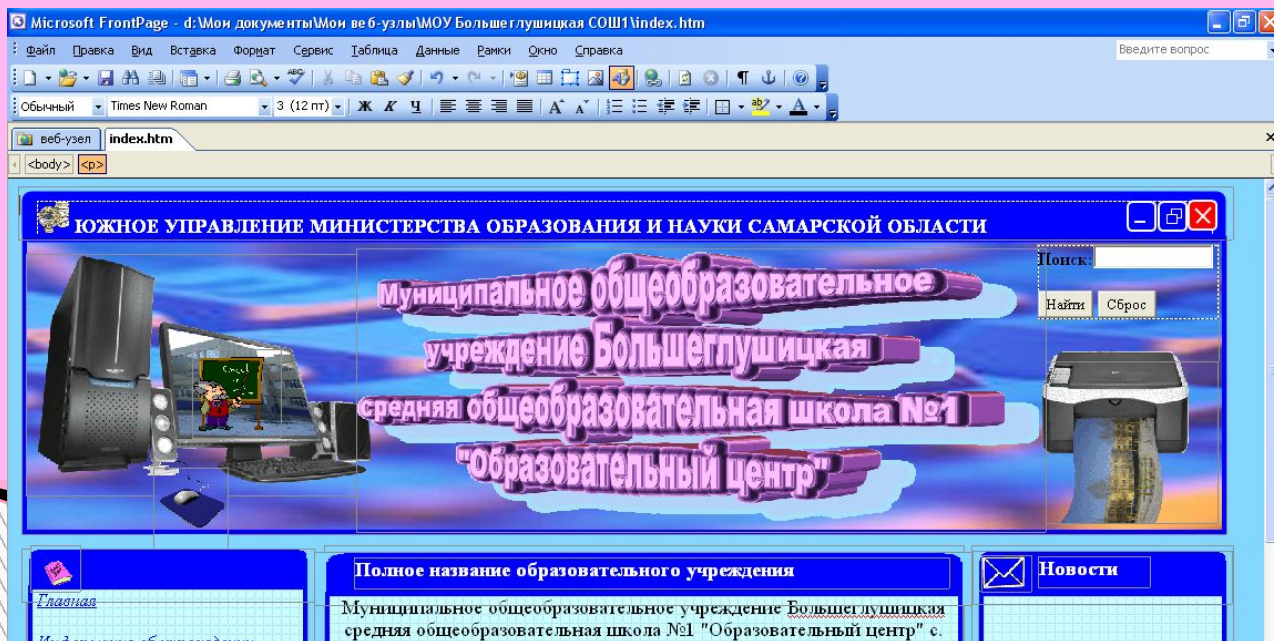 Microsoft FrontPage - d:\Мои документы\Мои веб-узлы\МОУ Большеглушицкая СОШ1\index.htm
Файл Правка Вид Вставка Формат Сервис Таблица Данные Рамки Окно Справка
Введите вопрос
Обычный Times New Roman 3 (12 пт) Ж К Ч
веб-узел index.htm
<body> <p>
ЮЖНОЕ УПРАВЛЕНИЕ МИНИСТЕРСТВА ОБРАЗОВАНИЯ И НАУКИ САМАРСКОЙ ОБЛАСТИ
Поиск:
Найти Сброс
Муниципальное общеобразовательное
учреждение Большеглушицкая
средняя общеобразовательная школа №1
"Образовательный центр"
Полное название образовательного учреждения
Новости
Главная
Муниципальное общеобразовательное учреждение Большеглушицкая
средняя общеобразовательная школа №1 "Образовательный центр" с.